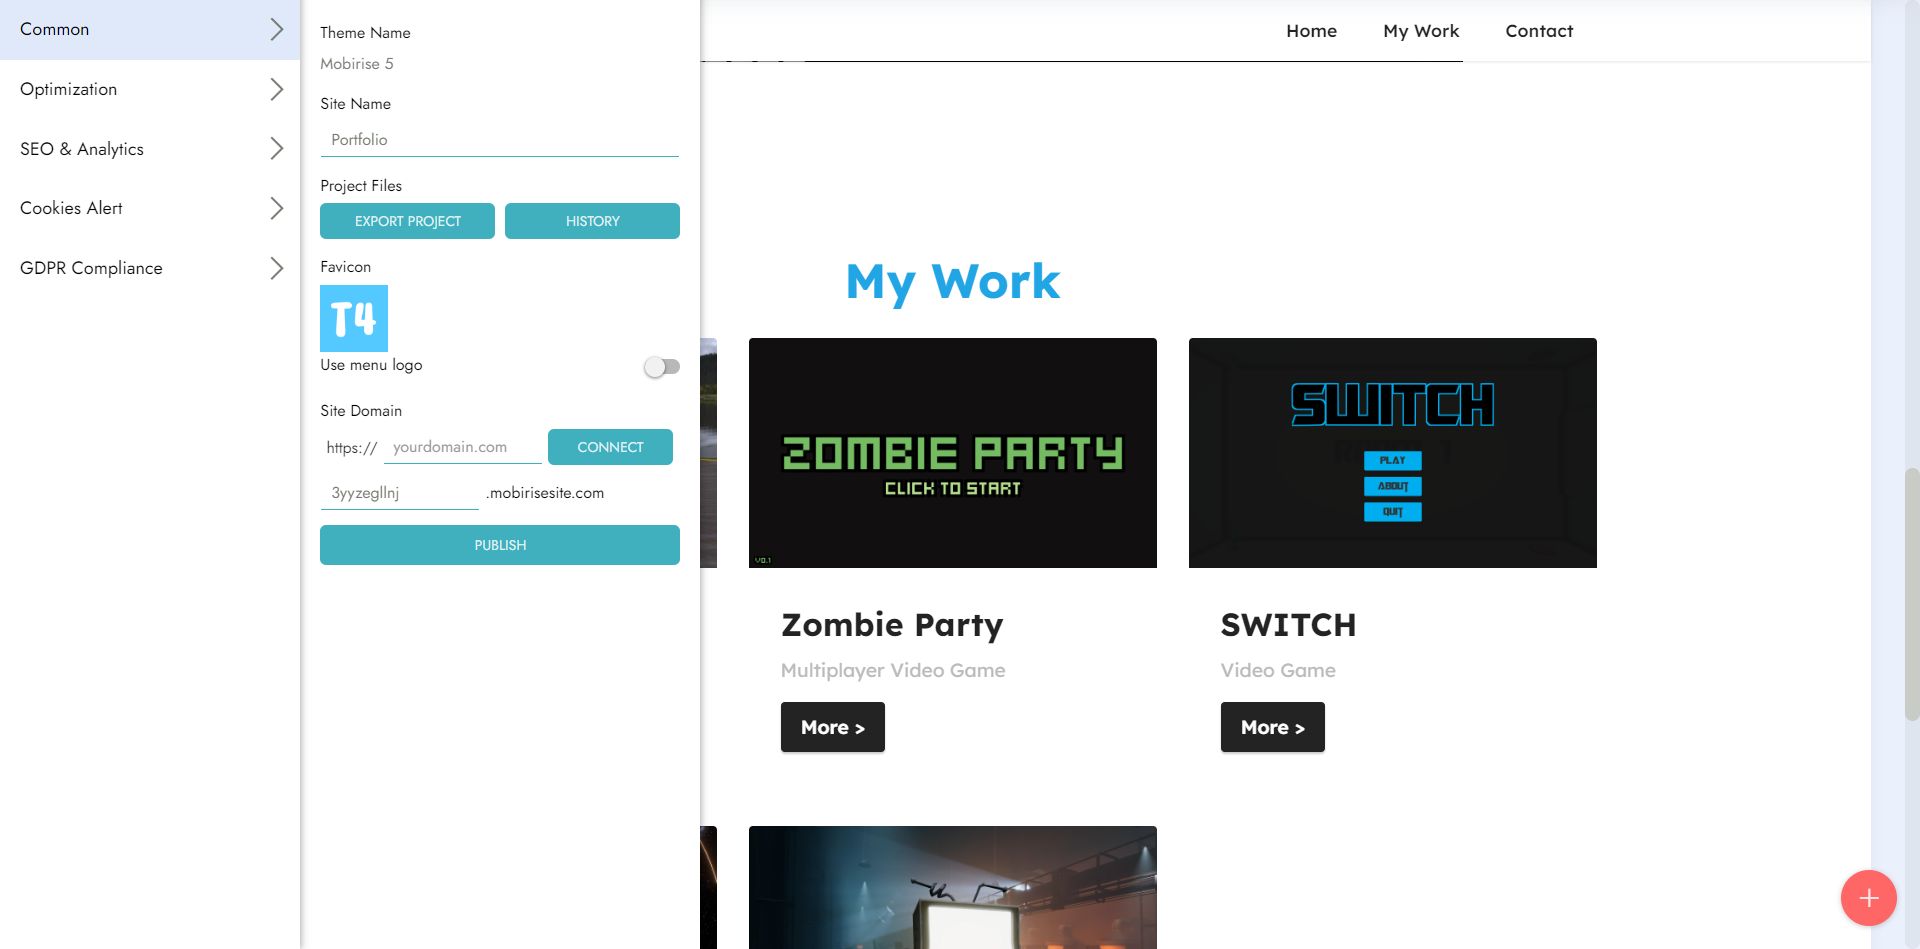 Common
Optimization
SEO & Analytics
Cookies Alert
GDPR Compliance
Theme Name
Mobirise 5
Site Name
Portfolio
Project Files
EXPORT PROJECT HISTORY
Favicon
T4
Use menu logo
Site Domain
https:// yourdomain.com CONNECT
3yyzegllnj .mobirisesite.com
PUBLISH
Home My Work Contact
My Work
ZOMBIE PARTY
CLICK TO START
V0.1
Zombie Party
Multiplayer Video Game
More >
SWITCH
PLAY
ABOUT
QUIT
SWITCH
Video Game
More >